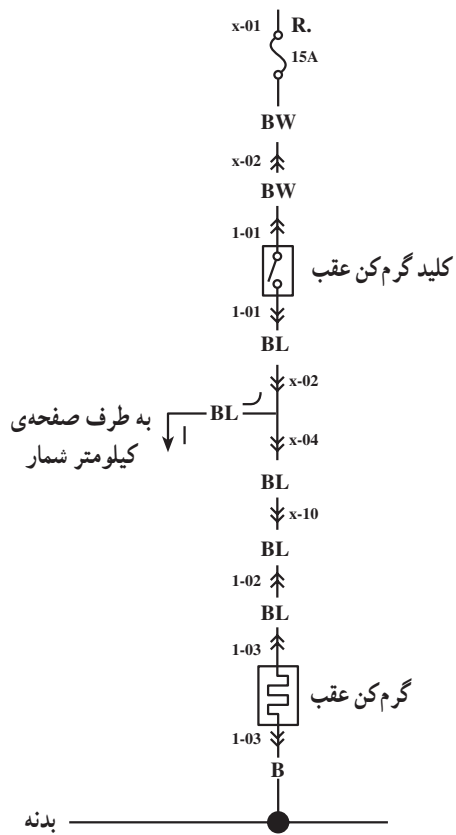 x-01 R.
15A
BW
x-02
BW
1-01
کلید گرم‌کن عقب
1-01
BL
x-02
BL
به طرف صفحه‌ی
کیلومتر شمار
x-04
BL
x-10
BL
1-02
BL
1-03
گرم‌کن عقب
1-03
B
بدنه